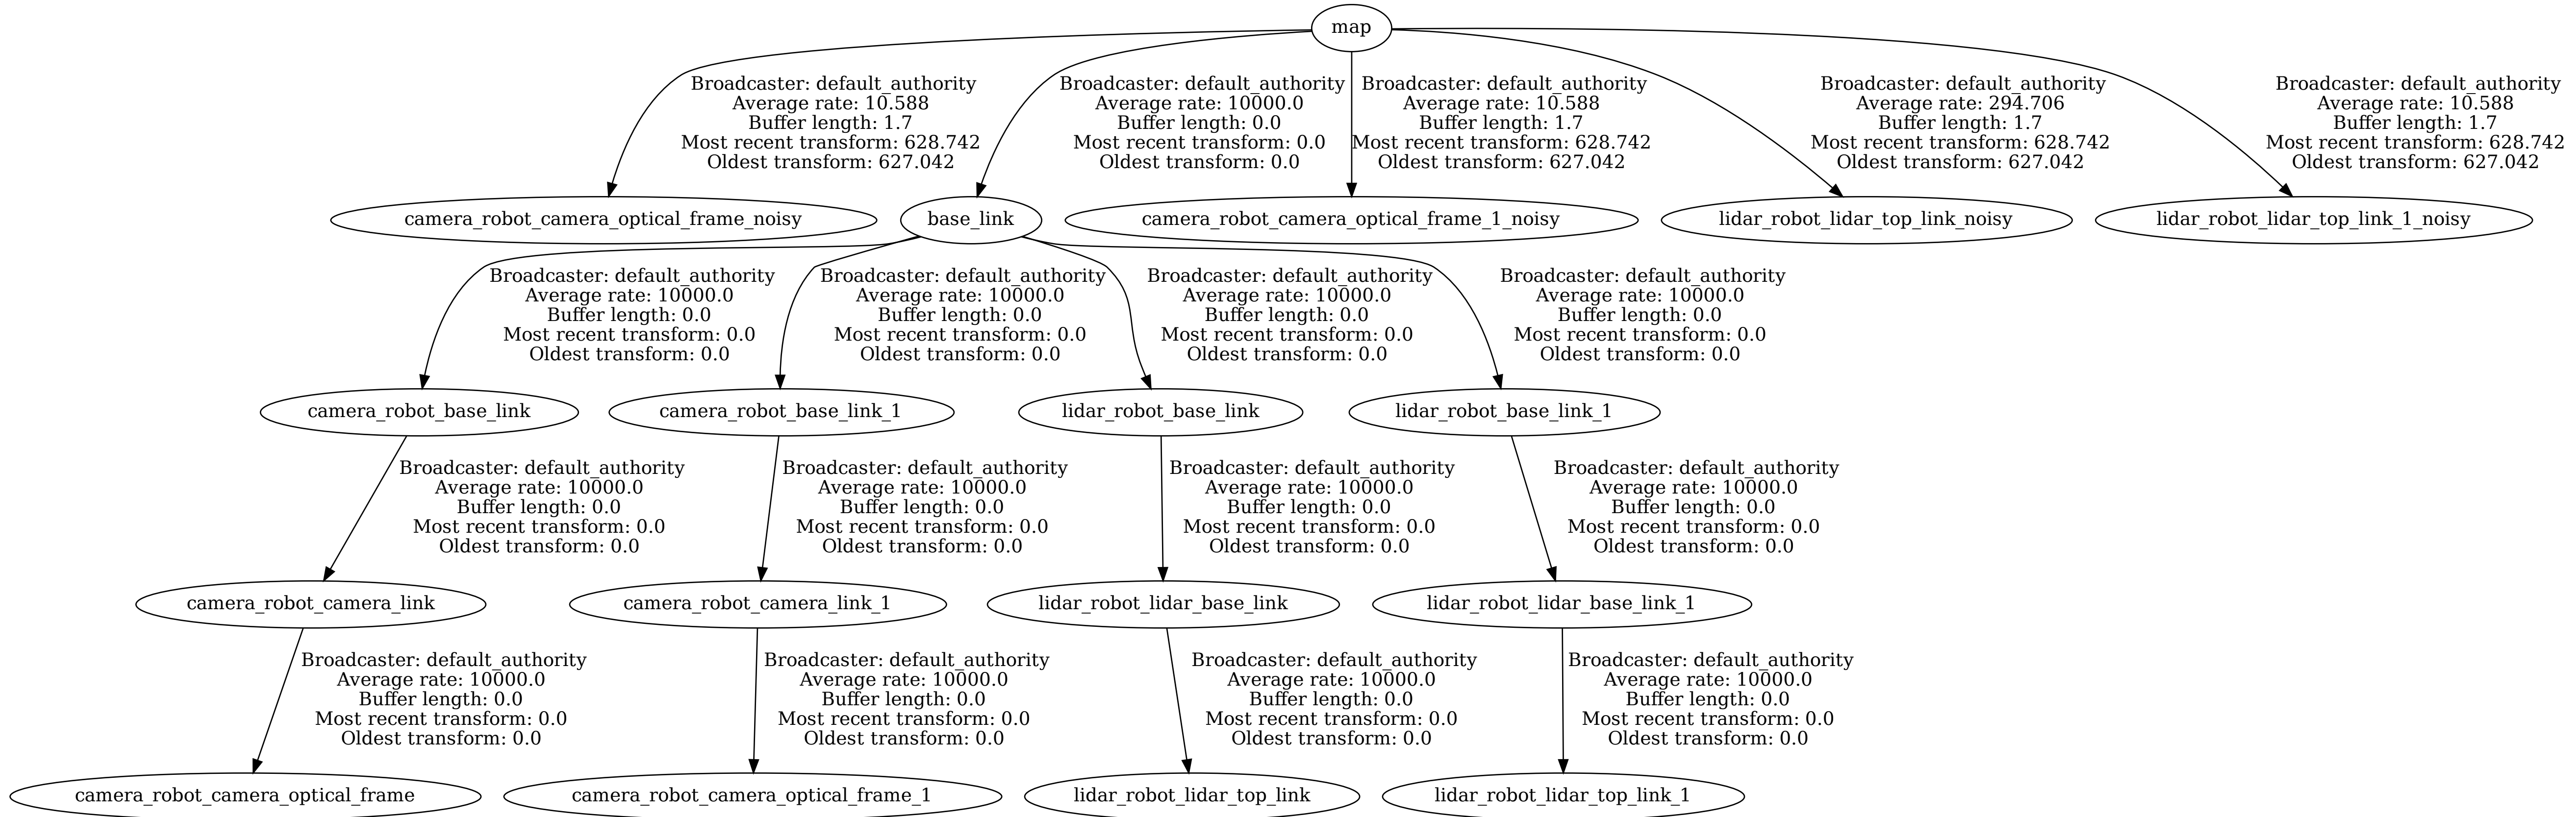 map
Broadcaster: default_authority
Average rate: 10.588
Buffer length: 1.7
Most recent transform: 628.742
Oldest transform: 627.042
Broadcaster: default_authority
Average rate: 10000.0
Buffer length: 0.0
Most recent transform: 0.0
Oldest transform: 0.0
Broadcaster: default_authority
Average rate: 10.588
Buffer length: 1.7
Most recent transform: 628.742
Oldest transform: 627.042
Broadcaster: default_authority
Average rate: 294.706
Buffer length: 1.7
Most recent transform: 628.742
Oldest transform: 627.042
Broadcaster: default_authority
Average rate: 10.588
Buffer length: 1.7
Most recent transform: 628.742
Oldest transform: 627.042
camera_robot_camera_optical_frame_noisy
base_link
camera_robot_camera_optical_frame_1_noisy
lidar_robot_lidar_top_link_noisy
lidar_robot_lidar_top_link_1_noisy
Broadcaster: default_authority
Average rate: 10000.0
Buffer length: 0.0
Most recent transform: 0.0
Oldest transform: 0.0
Broadcaster: default_authority
Average rate: 10000.0
Buffer length: 0.0
Most recent transform: 0.0
Oldest transform: 0.0
Broadcaster: default_authority
Average rate: 10000.0
Buffer length: 0.0
Most recent transform: 0.0
Oldest transform: 0.0
Broadcaster: default_authority
Average rate: 10000.0
Buffer length: 0.0
Most recent transform: 0.0
Oldest transform: 0.0
camera_robot_base_link
camera_robot_base_link_1
lidar_robot_base_link
lidar_robot_base_link_1
Broadcaster: default_authority
Average rate: 10000.0
Buffer length: 0.0
Most recent transform: 0.0
Oldest transform: 0.0
Broadcaster: default_authority
Average rate: 10000.0
Buffer length: 0.0
Most recent transform: 0.0
Oldest transform: 0.0
Broadcaster: default_authority
Average rate: 10000.0
Buffer length: 0.0
Most recent transform: 0.0
Oldest transform: 0.0
Broadcaster: default_authority
Average rate: 10000.0
Buffer length: 0.0
Most recent transform: 0.0
Oldest transform: 0.0
camera_robot_camera_link
camera_robot_camera_link_1
lidar_robot_lidar_base_link
lidar_robot_lidar_base_link_1
Broadcaster: default_authority
Average rate: 10000.0
Buffer length: 0.0
Most recent transform: 0.0
Oldest transform: 0.0
Broadcaster: default_authority
Average rate: 10000.0
Buffer length: 0.0
Most recent transform: 0.0
Oldest transform: 0.0
Broadcaster: default_authority
Average rate: 10000.0
Buffer length: 0.0
Most recent transform: 0.0
Oldest transform: 0.0
Broadcaster: default_authority
Average rate: 10000.0
Buffer length: 0.0
Most recent transform: 0.0
Oldest transform: 0.0
camera_robot_camera_optical_frame
camera_robot_camera_optical_frame_1
lidar_robot_lidar_top_link
lidar_robot_lidar_top_link_1